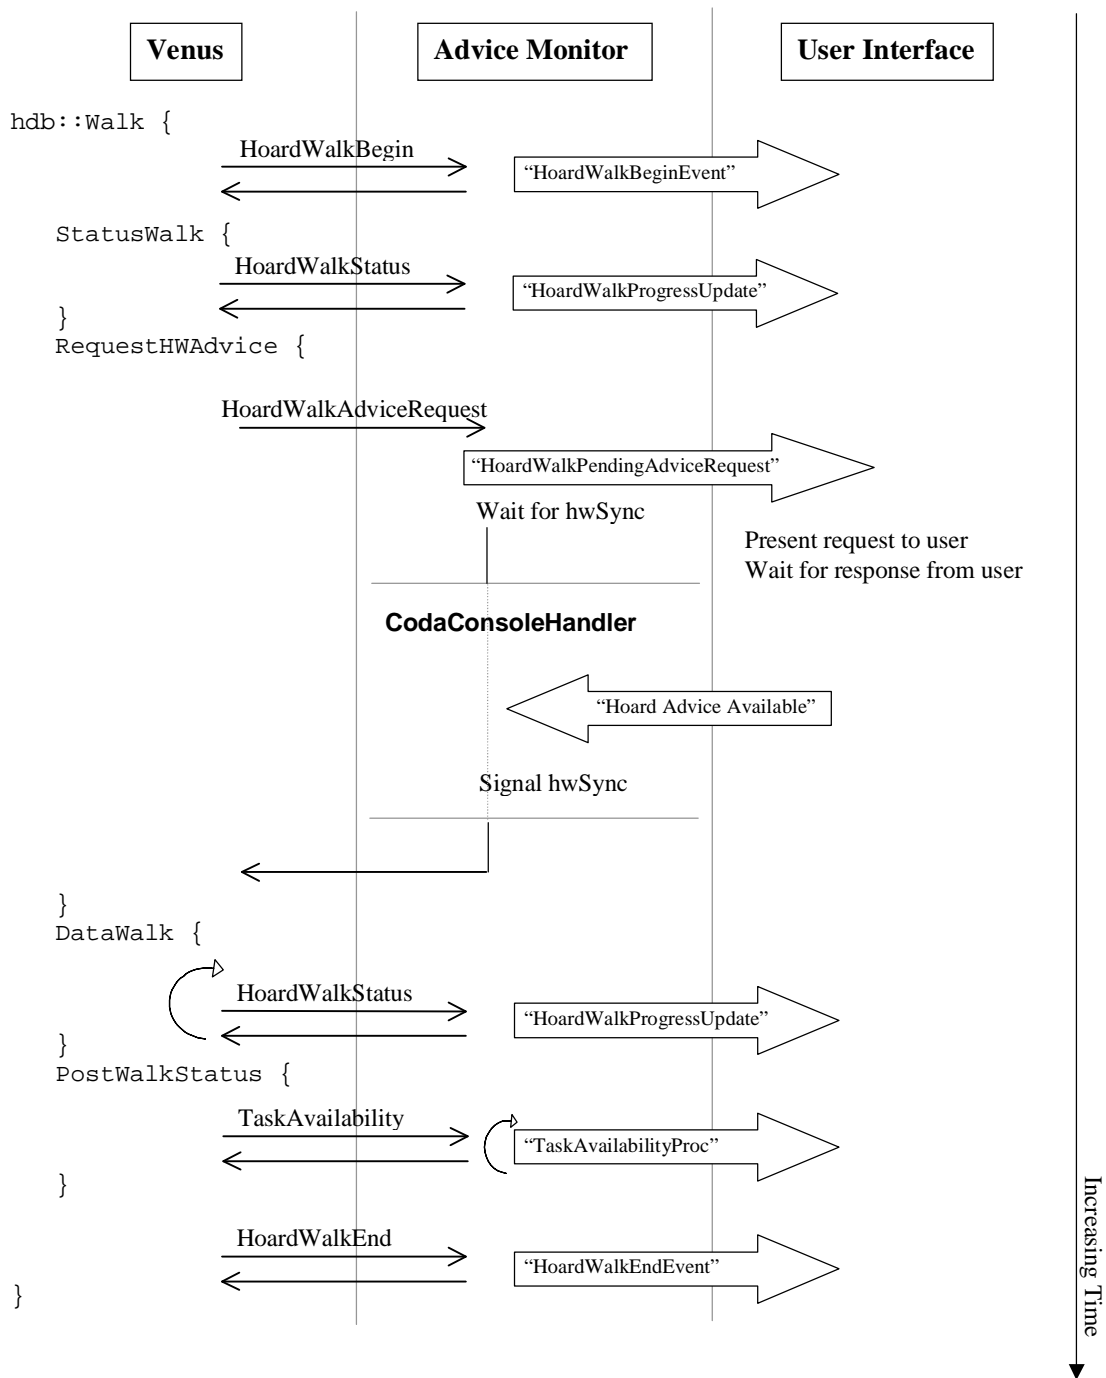 Venus
Advice Monitor
User Interface
hdb::Walk {
HoardWalkBegin
“HoardWalkBeginEvent”
StatusWalk {
HoardWalkStatus
“HoardWalkProgressUpdate”
}
RequestHWAdvice {
HoardWalkAdviceRequest
“HoardWalkPendingAdviceRequest”
Wait for hwSync
Present request to user
Wait for response from user
CodaConsoleHandler
“Hoard Advice Available”
Signal hwSync
}
DataWalk {
HoardWalkStatus
“HoardWalkProgressUpdate”
}
PostWalkStatus {
TaskAvailability
“TaskAvailabilityProc”
}
HoardWalkEnd
“HoardWalkEndEvent”
}
Increasing Time